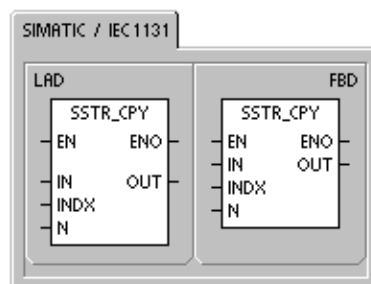 SIMATIC / IEC1131
LAD
SSTR_CPY
EN ENO
IN OUT
INDX
N
FBD
SSTR_CPY
EN ENO
IN OUT
INDX
N